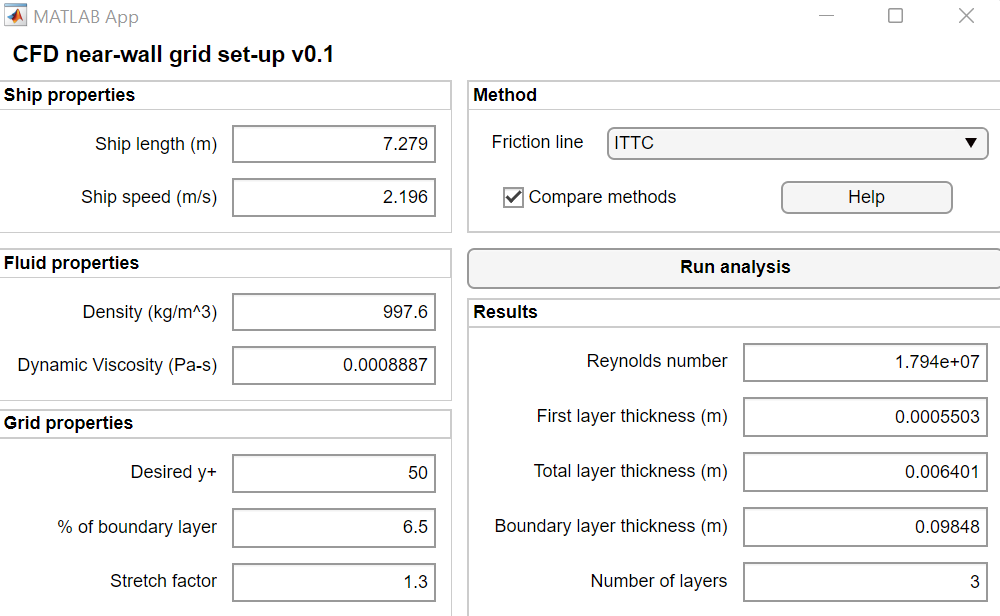 MATLAB App
CFD near-wall grid set-up v0.1
Ship properties
Ship length (m) 7.279
Ship speed (m/s) 2.196
Fluid properties
Density (kg/m^3) 997.6
Dynamic Viscosity (Pa-s) 0.0008887
Grid properties
Desired y+ 50
% of boundary layer 6.5
Stretch factor 1.3
Method
Friction line ITTC
Compare methods Help
Run analysis
Results
Reynolds number 1.794e+07
First layer thickness (m) 0.0005503
Total layer thickness (m) 0.006401
Boundary layer thickness (m) 0.09848
Number of layers 3